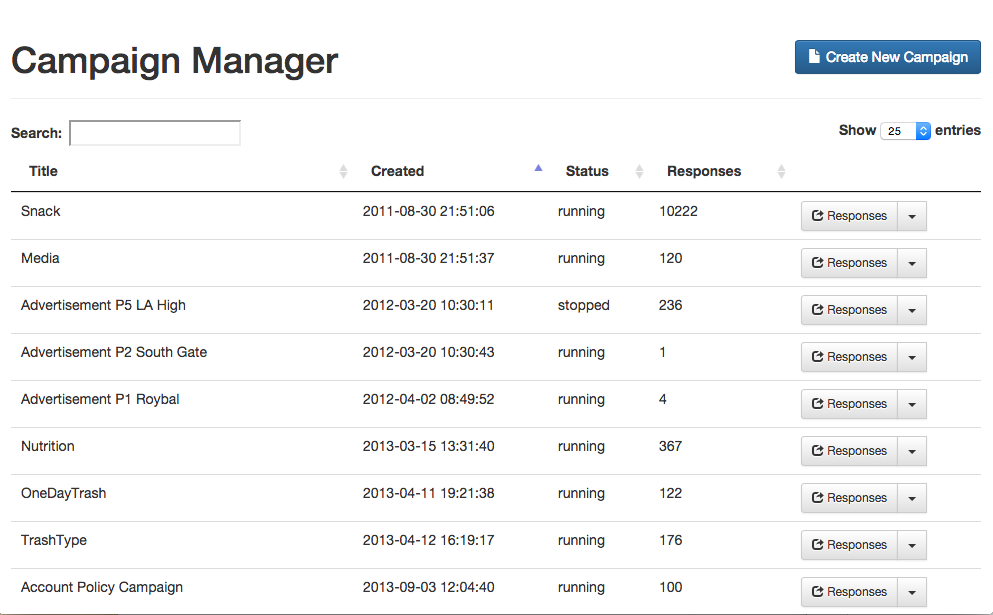 Campaign Manager
Create New Campaign
Search:
Show 25 entries
Title Created Status Responses
Snack 2011-08-30 21:51:06 running 10222 Responses
Media 2011-08-30 21:51:37 running 120 Responses
Advertisement P5 LA High 2012-03-20 10:30:11 stopped 236 Responses
Advertisement P2 South Gate 2012-03-20 10:30:43 running 1 Responses
Advertisement P1 Roybal 2012-04-02 08:49:52 running 4 Responses
Nutrition 2013-03-15 13:31:40 running 367 Responses
OneDayTrash 2013-04-11 19:21:38 running 122 Responses
TrashType 2013-04-12 16:19:17 running 176 Responses
Account Policy Campaign 2013-09-03 12:04:40 running 100 Responses